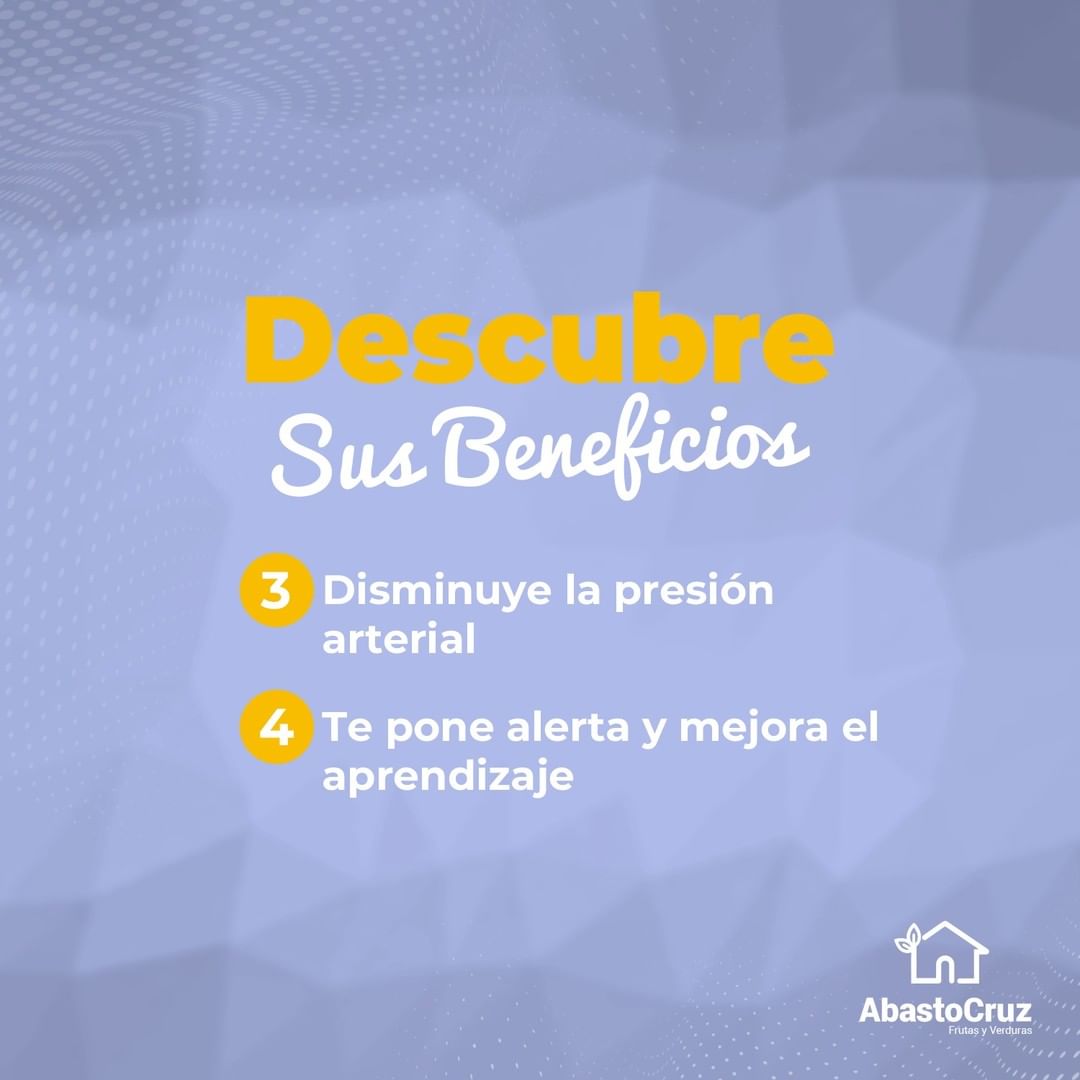 Descubre
Sus Beneficios
3 Disminuye la presión
arterial
4 Te pone alerta y mejora el
aprendizaje
AbastoCruz
Frutas y Verduras